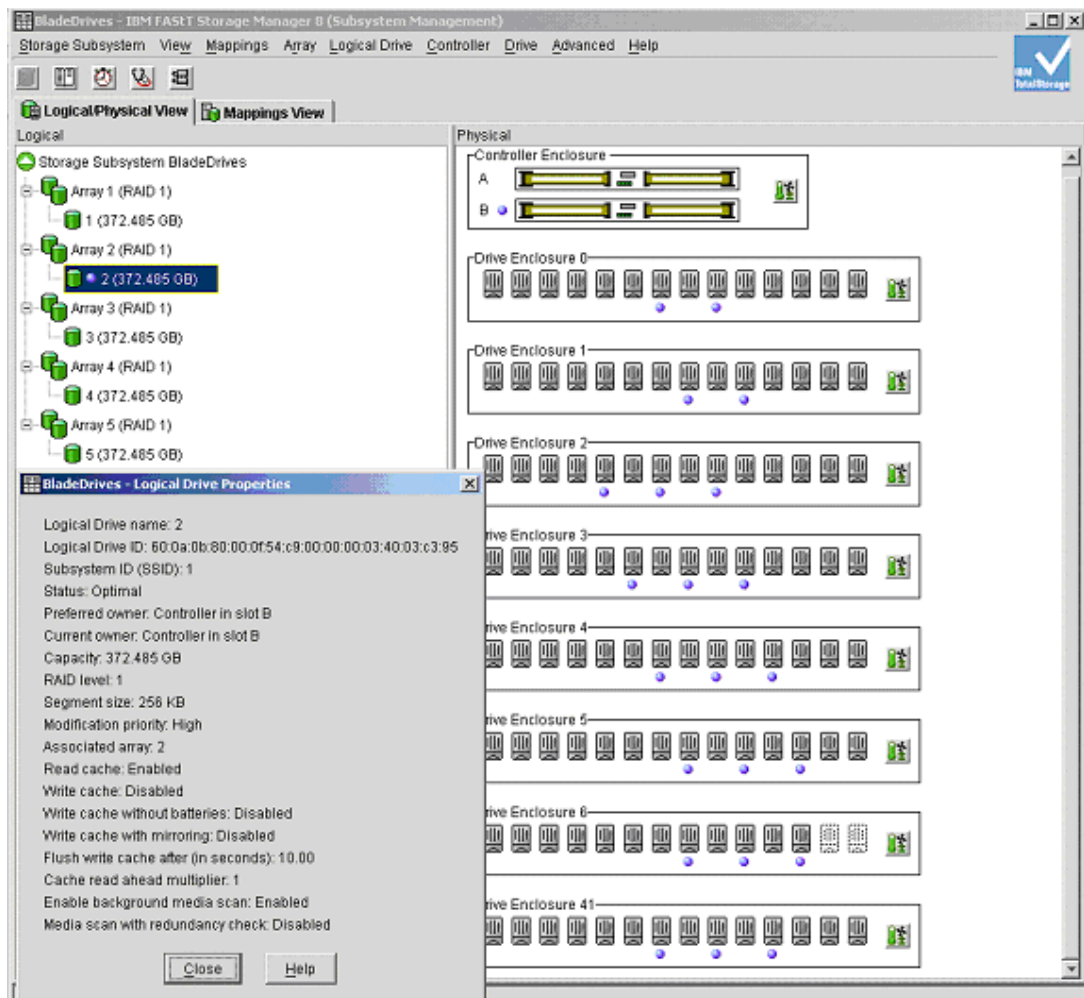 BladeDrives - IBM FAStT Storage Manager 8 (Subsystem Management)
Storage Subsystem View Mappings Array Logical Drive Controller Drive Advanced Help
IBM
TotalStorage
Logical/Physical View Mappings View
Logical
Storage Subsystem BladeDrives
Array 1 (RAID 1)
1 (372.485 GB)
Array 2 (RAID 1)
2 (372.485 GB)
Array 3 (RAID 1)
3 (372.485 GB)
Array 4 (RAID 1)
4 (372.485 GB)
Array 5 (RAID 1)
5 (372.485 GB)
Physical
Controller Enclosure
A
B
Drive Enclosure 0
Drive Enclosure 1
Drive Enclosure 2
rive Enclosure 3
rive Enclosure 4
rive Enclosure 5
rive Enclosure 6
rive Enclosure 41
BladeDrives - Logical Drive Properties
Logical Drive name: 2
Logical Drive ID: 60:0a:0b:80:00:0f:54:c9:00:00:00:03:40:03:c3:95
Subsystem ID (SSID): 1
Status: Optimal
Preferred owner: Controller in slot B
Current owner: Controller in slot B
Capacity: 372.485 GB
RAID level: 1
Segment size: 256 KB
Modification priority: High
Associated array: 2
Read cache: Enabled
Write cache: Disabled
Write cache without batteries: Disabled
Write cache with mirroring: Disabled
Flush write cache after (in seconds): 10.00
Cache read ahead multiplier: 1
Enable background media scan: Enabled
Media scan with redundancy check: Disabled
Close Help